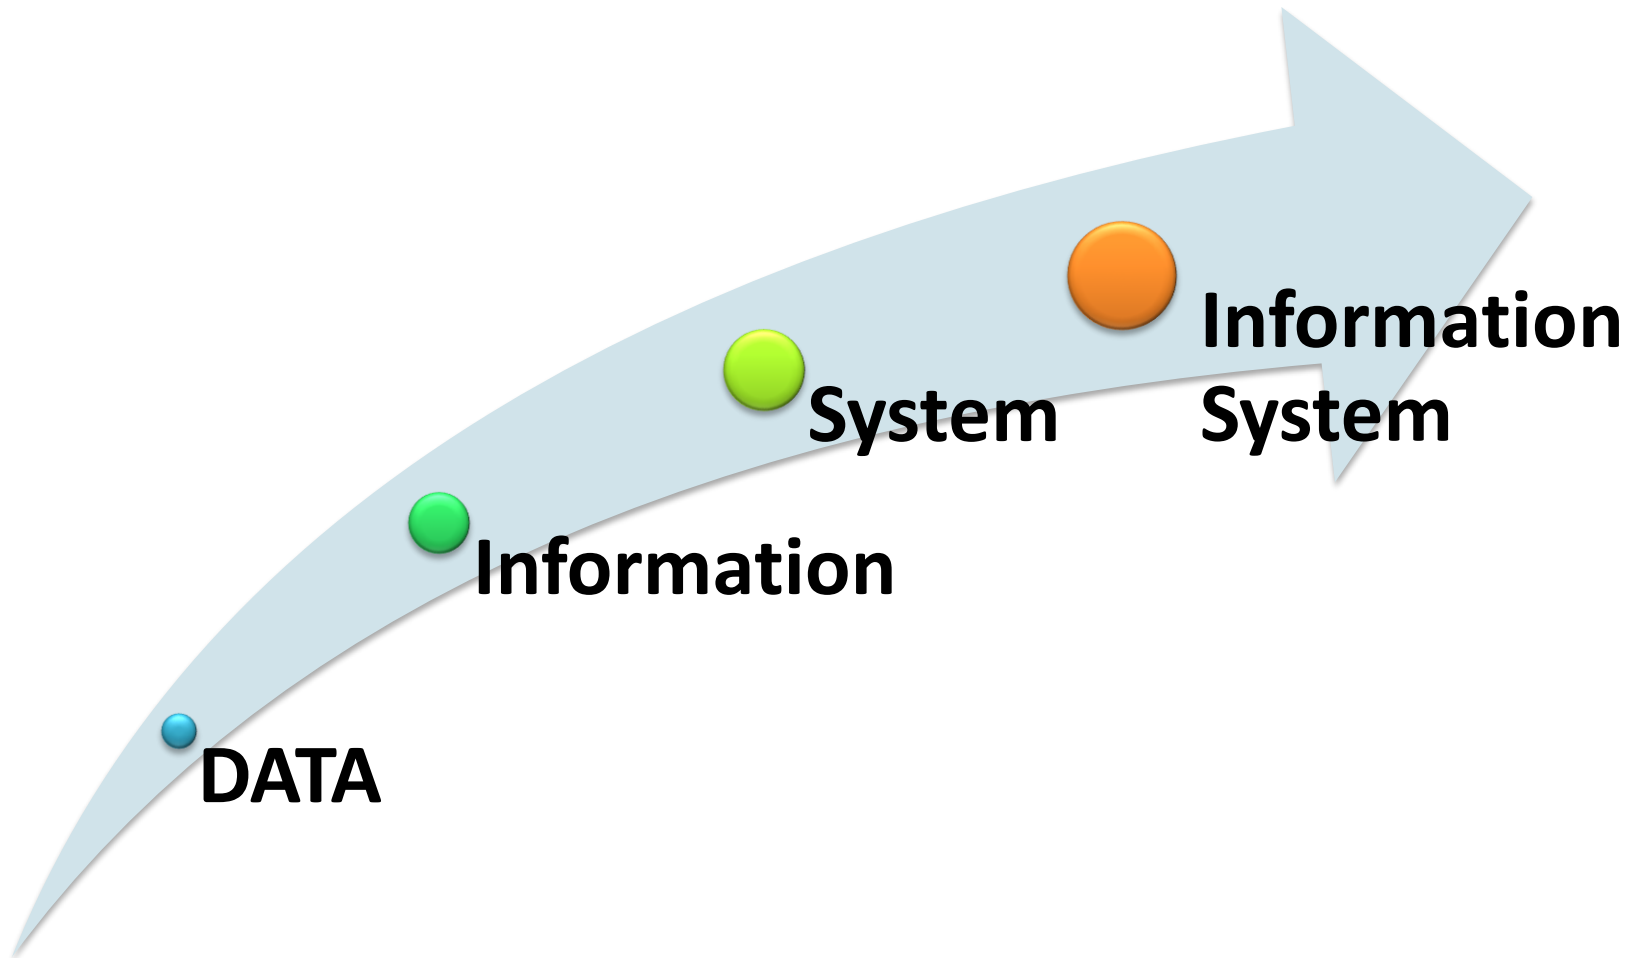 Information
System
System
Information
DATA